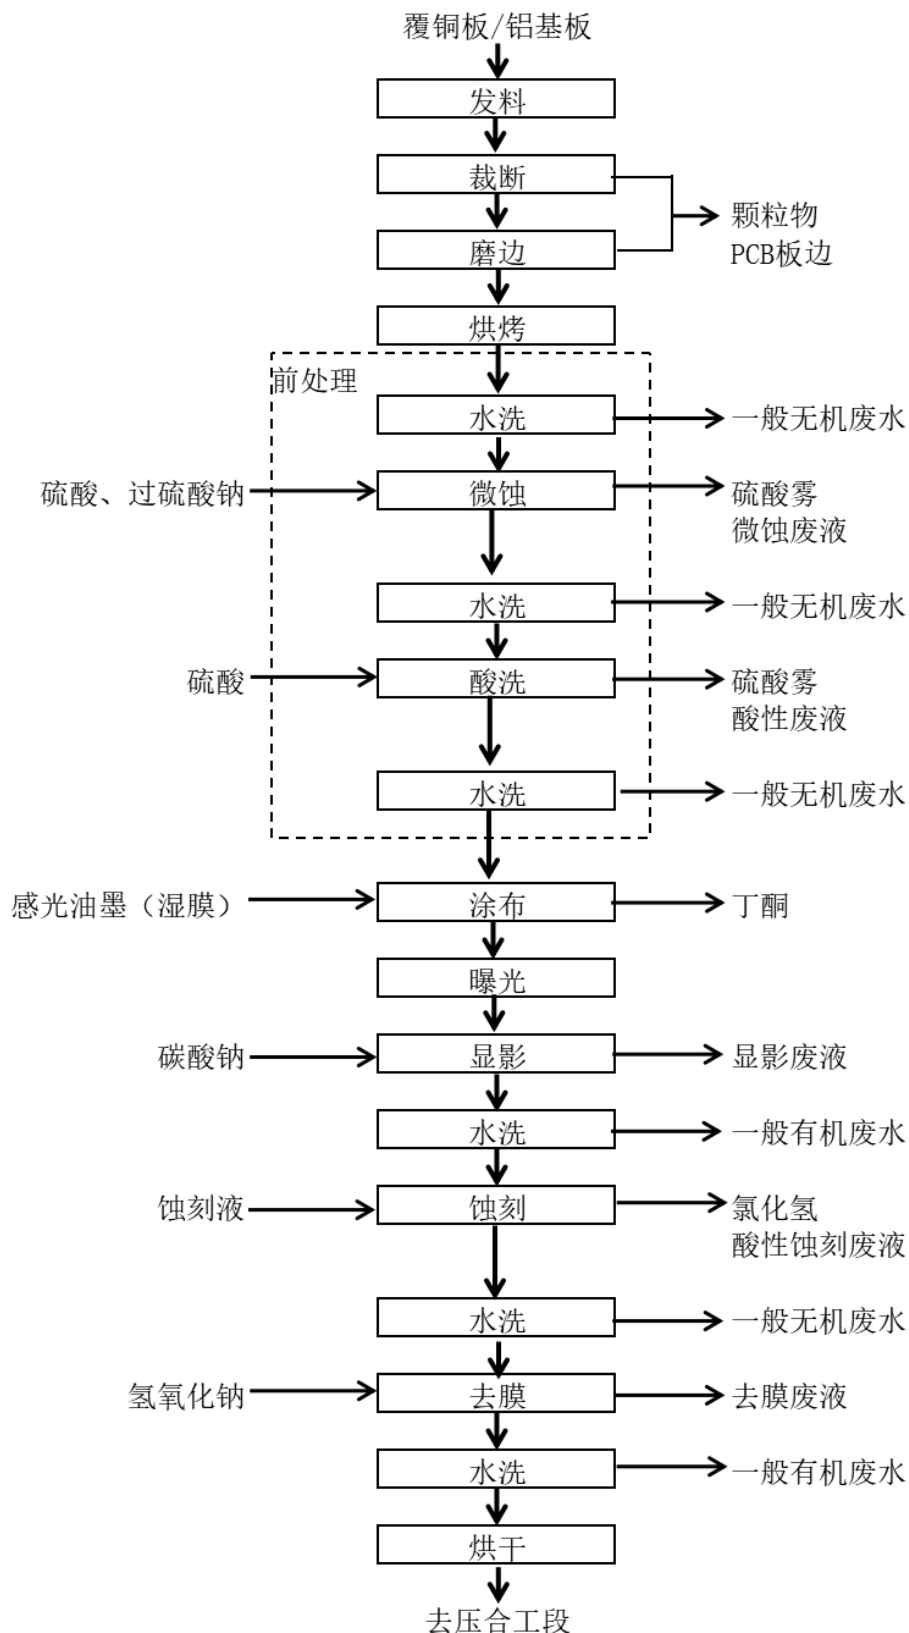 覆铜板/铝基板
发料
裁断
磨边
颗粒物
PCB板边
烘烤
前处理
水洗
一般无机废水
硫酸、过硫酸钠
微蚀
硫酸雾
微蚀废液
水洗
一般无机废水
硫酸
酸洗
硫酸雾
酸性废液
水洗
一般无机废水
感光油墨（湿膜）
涂布
丁酮
曝光
碳酸钠
显影
显影废液
水洗
一般有机废水
蚀刻液
蚀刻
氯化氢
酸性蚀刻废液
水洗
一般无机废水
氢氧化钠
去膜
去膜废液
水洗
一般有机废水
烘干
去压合工段